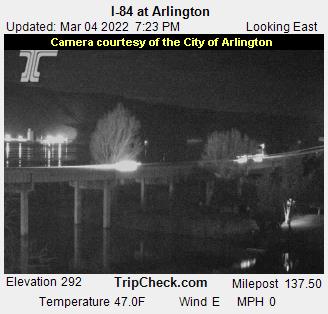 I-84 at Arlington
Updated: Mar 04 2022 7:23 PM Looking East
Camera courtesy of the City of Arlington
Elevation 292 TripCheck.com Milepost 137.50
Temperature 47.0F Wind E MPH 0